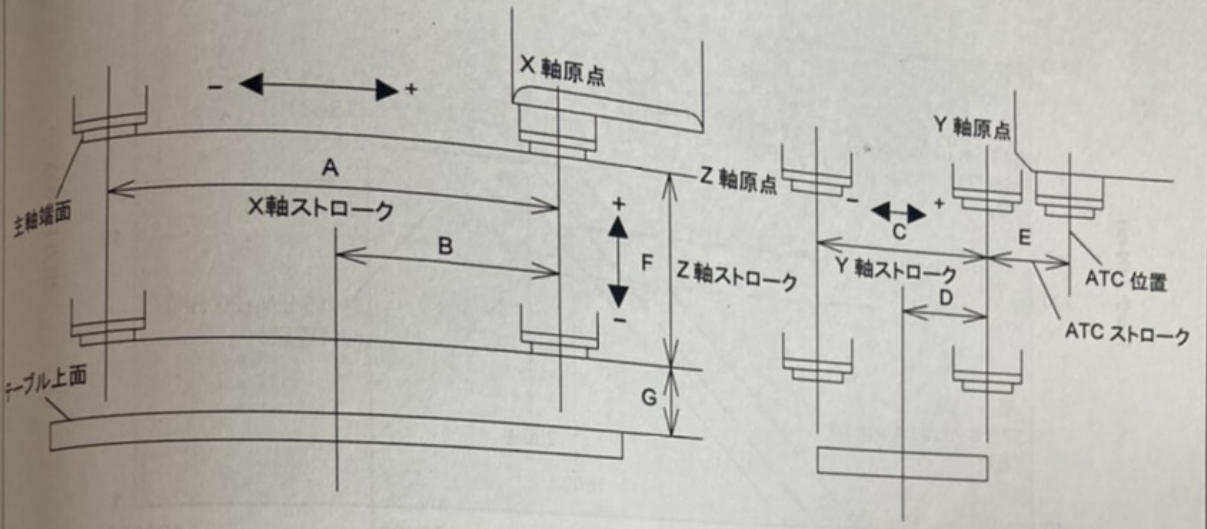 X 軸原点
- +
Y 軸原点
A
Z 軸原点
主軸端面
X軸ストローク
+
- +
C
E
B
F
Z 軸ストローク
Y 軸ストローク
ATC 位置
D
-
ATC ストローク
ーブル上面
G